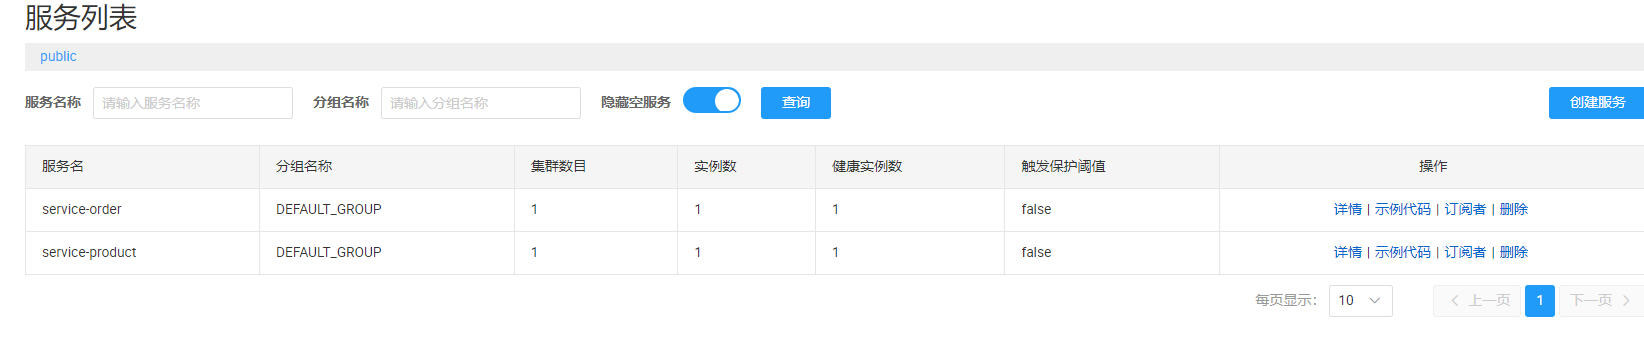 服务列表
public
服务名称 请输入服务名称 分组名称 请输入分组名称 隐藏空服务 查询 创建服务
服务名 分组名称 集群数目 实例数 健康实例数 触发保护阈值 操作
service-order DEFAULT_GROUP 1 1 1 false 详情 | 示例代码 | 订阅者 | 删除
service-product DEFAULT_GROUP 1 1 1 false 详情 | 示例代码 | 订阅者 | 删除
每页显示: 10 上一页 1 下一页